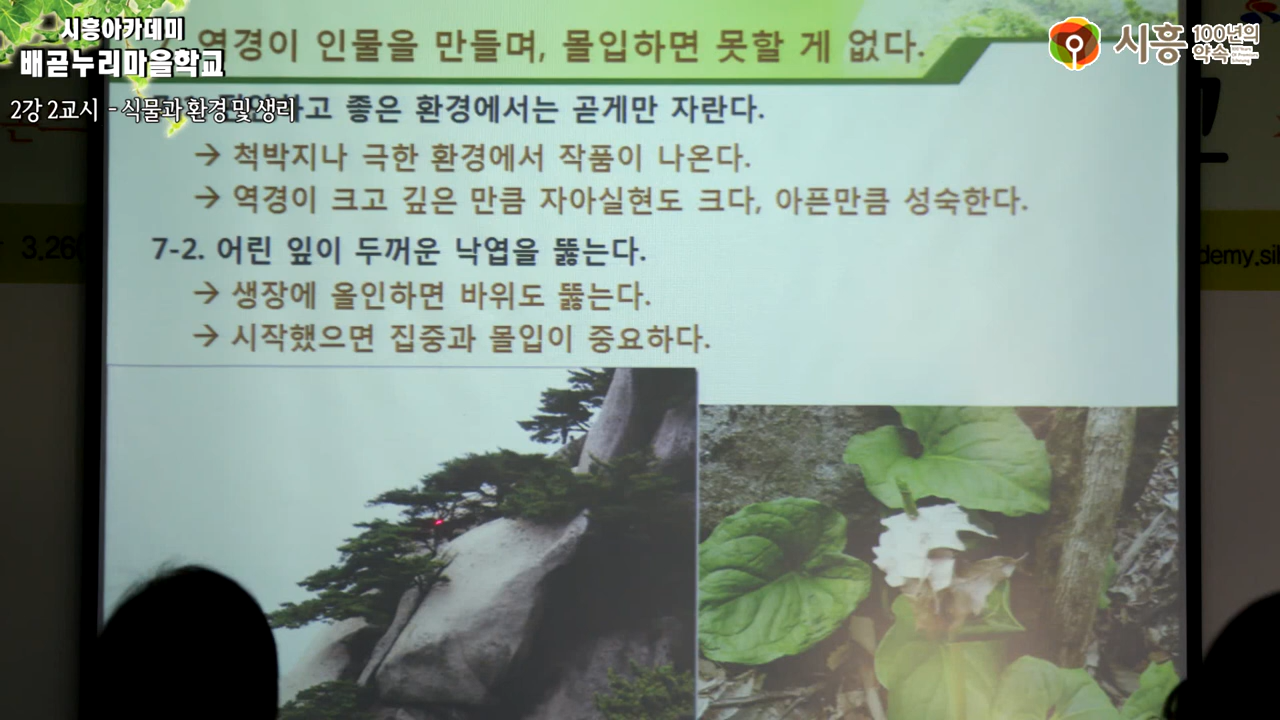 시흥아카데미
배곧누리마을학교
2강 2교시 - 식물과 환경 및 생리
시흥 100년의 약속
역경이 인물을 만들며, 몰입하면 못할 게 없다.
하고 좋은 환경에서는 곧게만 자란다.
→ 척박지나 극한 환경에서 작품이 나온다.
→ 역경이 크고 깊은 만큼 자아실현도 크다, 아픈만큼 성숙한다.
7-2. 어린 잎이 두꺼운 낙엽을 뚫는다.
→ 생장에 올인하면 바위도 뚫는다.
→ 시작했으면 집중과 몰입이 중요하다.
3.26
demy.si